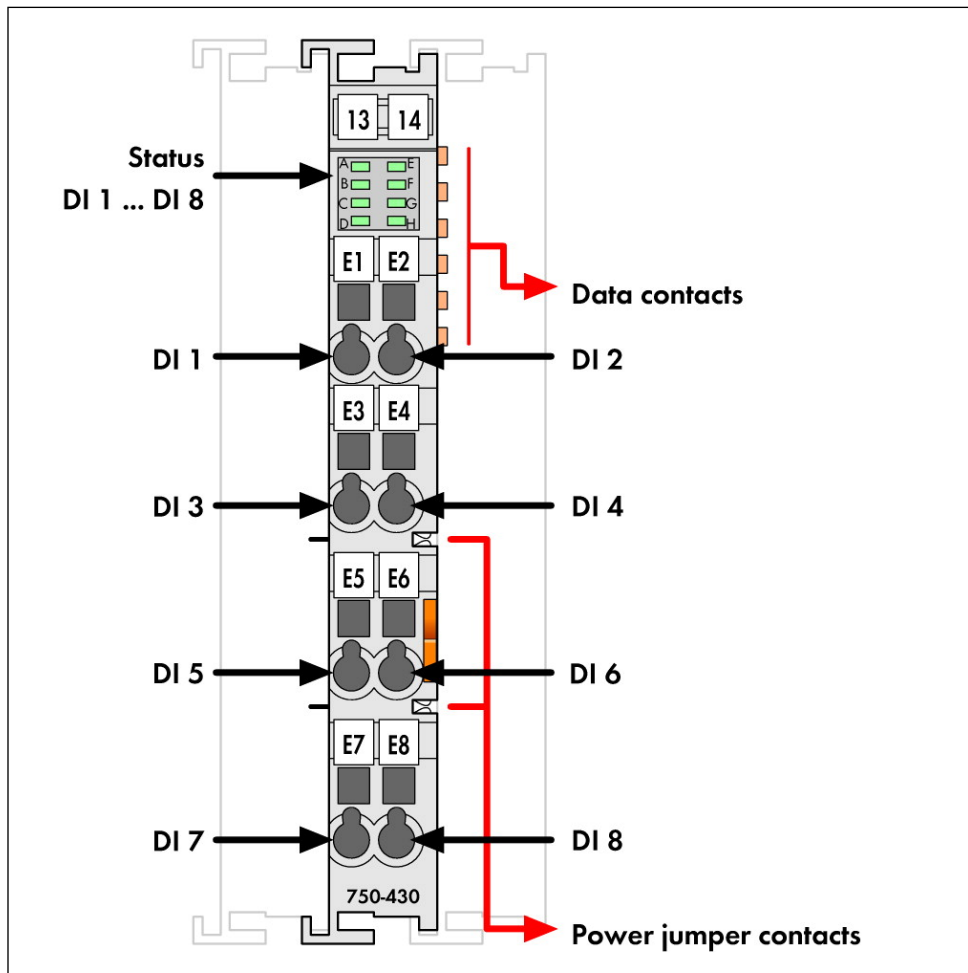 13 14
Status
DI 1 ... DI 8
A E
B F
C G
D H
E1 E2
Data contacts
DI 1 DI 2
E3 E4
DI 3 DI 4
E5 E6
DI 5 DI 6
E7 E8
DI 7 DI 8
750-430
Power jumper contacts